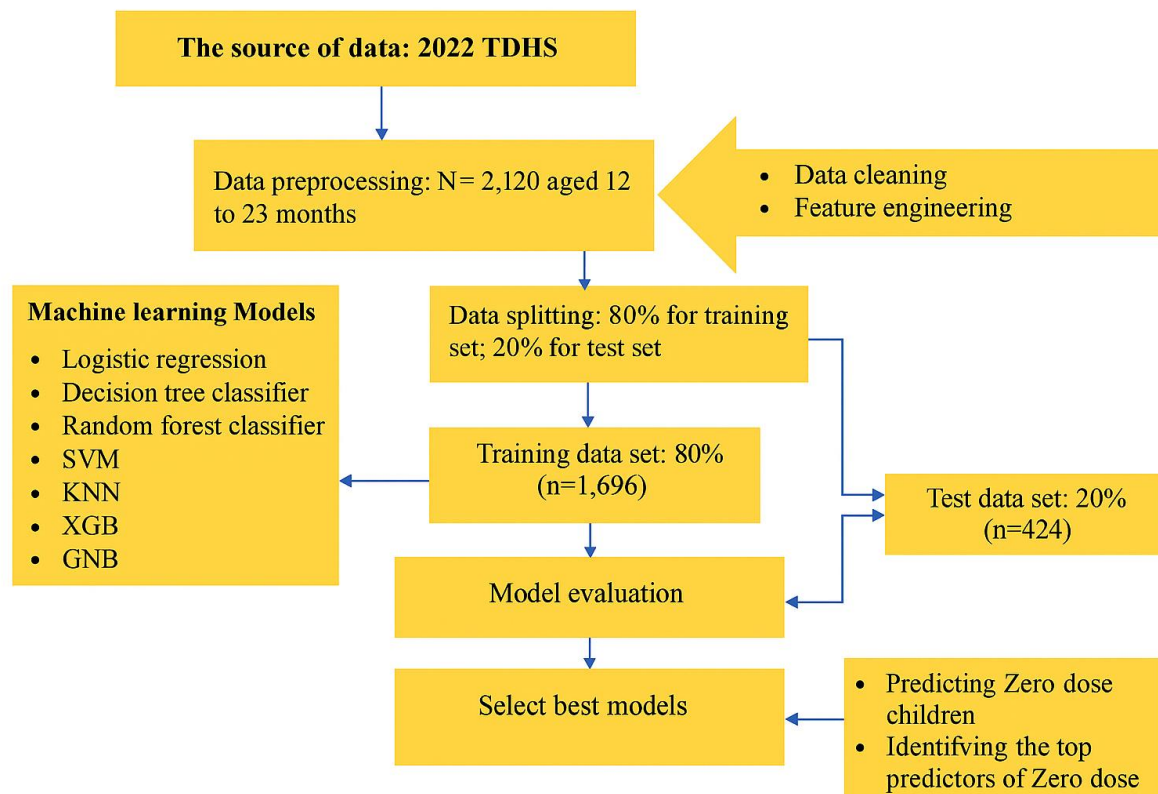 The source of data: 2022 TDHS
Data preprocessing: N= 2,120 aged 12
to 23 months
• Data cleaning
• Feature engineering
Machine learning Models
• Logistic regression
• Decision tree classifier
• Random forest classifier
• SVM
• KNN
• XGB
• GNB
Data splitting: 80% for training
set; 20% for test set
Training data set: 80%
(n=1,696)
Test data set: 20%
(n=424)
Model evaluation
Select best models
• Predicting Zero dose
children
• Identifving the top
predictors of Zero dose